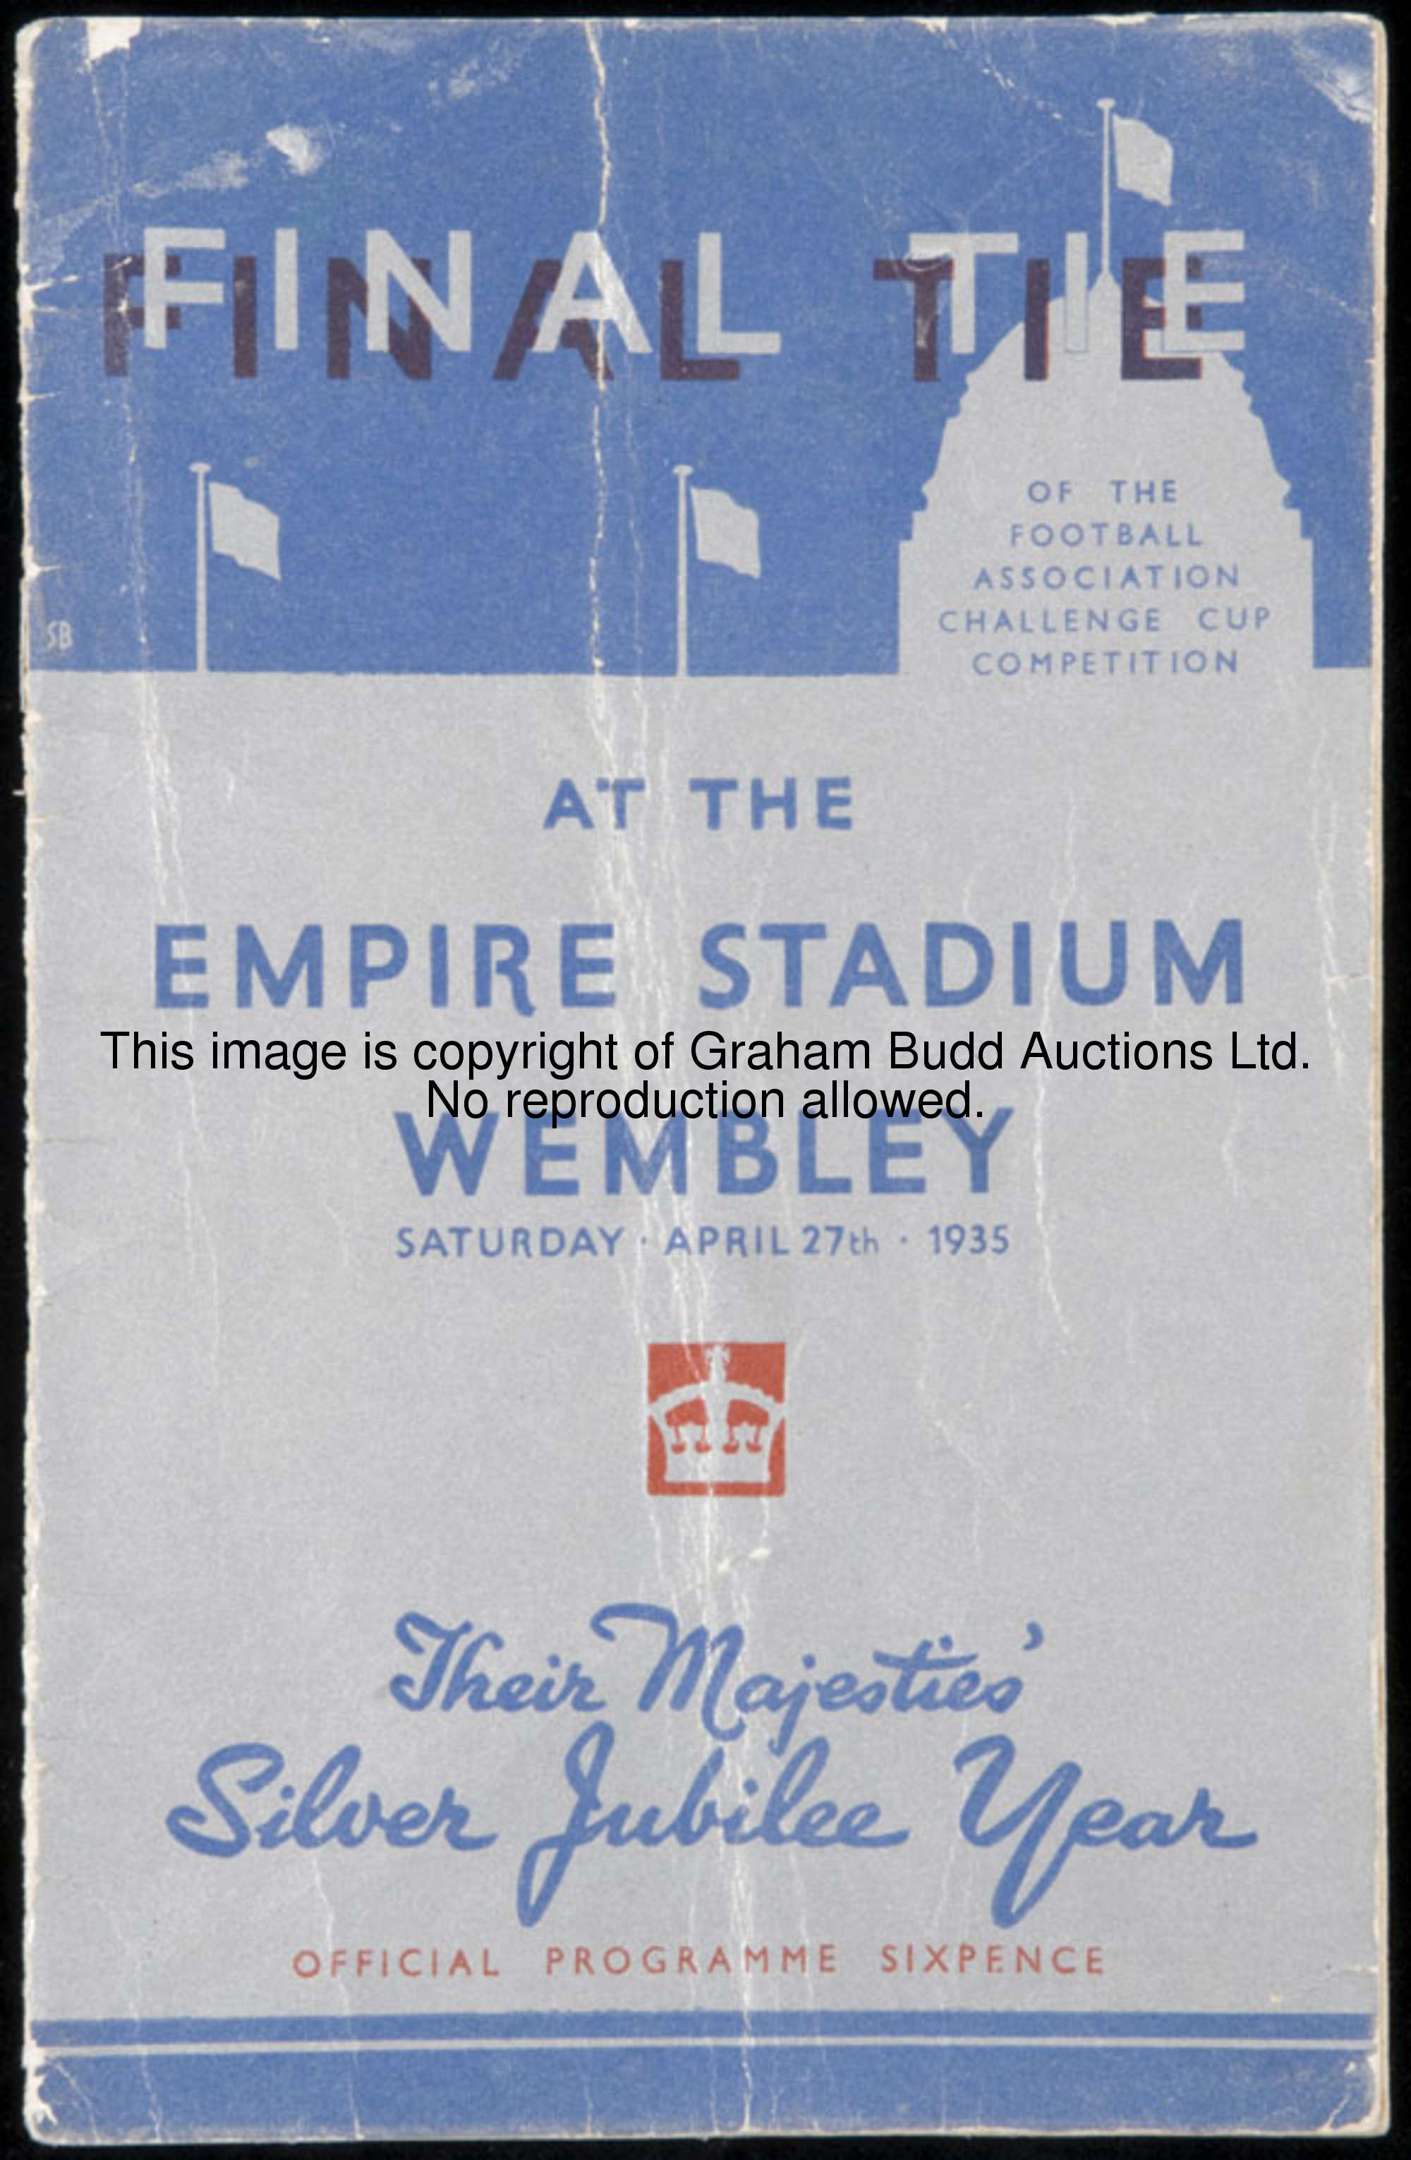 FINAL TIE
OF THE
FOOTBALL
ASSOCIATION
CHALLENGE CUP
COMPETITION
SB
AT THE
EMPIRE STADIUM
This image is copyright of Graham Budd Auctions Ltd.
No reproduction allowed.
WEMBLEY
SATURDAY · APRIL 27th · 1935
Their Majesties'
Silver Jubilee Year
OFFICIAL PROGRAMME SIXPENCE